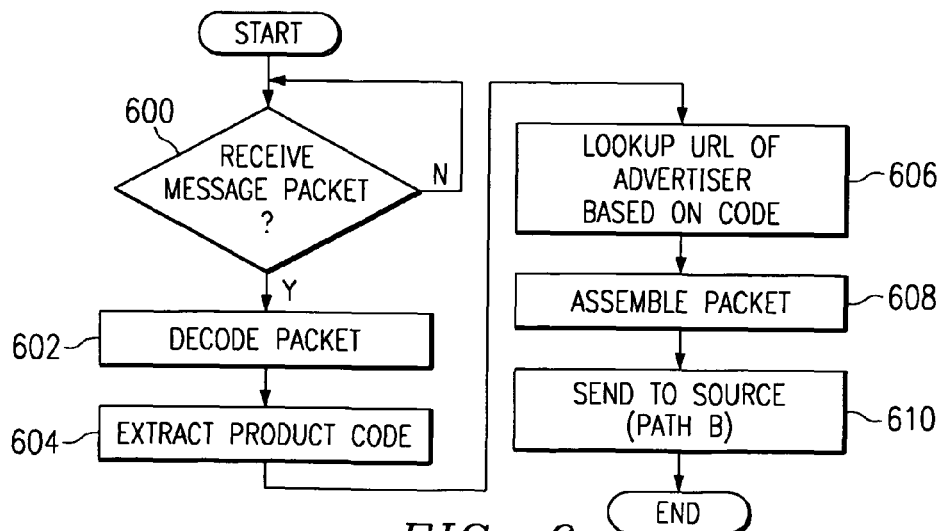 START
600
RECEIVE
MESSAGE PACKET
?
N
Y
602
DECODE PACKET
604
EXTRACT PRODUCT CODE
LOOKUP URL OF
ADVERTISER
BASED ON CODE
606
ASSEMBLE PACKET
608
SEND TO SOURCE
(PATH B)
610
END